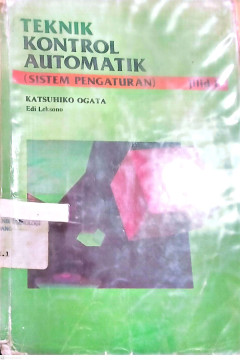 TEKNIK
KONTROL
AUTOMATIK
(SISTEM PENGATURAN)
KATSUHIKO OGATA
Edi Leksono